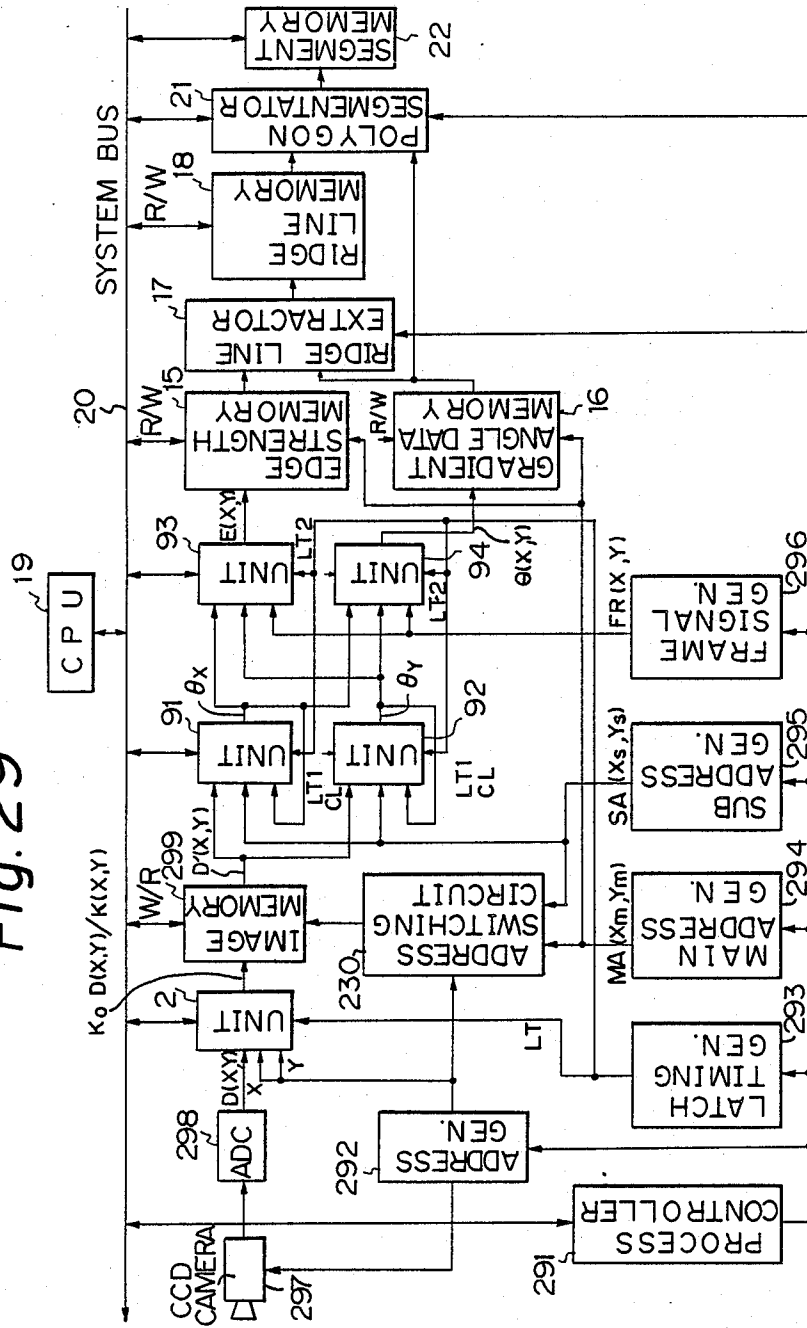 Fig. 29
CPU
19
20
SYSTEM BUS
K₀ D(X,Y)/K(X,Y)
W/R
R/W
R/W
CCD
CAMERA
297
298
ADC
D(X,Y)
X
Y
2
UNIT
299
IMAGE
MEMORY
D'(X,Y)
91
UNIT
θX
LT1
CL
UNIT
92
θY
LT1
CL
93
UNIT
E(X,Y)
LT2
UNIT
94
LT2
θ(X,Y)
15
EDGE
STRENGTH
MEMORY
R/W
GRADIENT
ANGLE DATA
MEMORY
16
17
RIDGE LINE
EXTRACTOR
18
RIDGE
LINE
MEMORY
21
POLYGON
SEGMENTATOR
SEGMENT
MEMORY
22
292
ADDRESS
GEN.
230
ADDRESS
SWITCHING
CIRCUIT
291
PROCESS
CONTROLLER
LT
LATCH
TIMING
GEN.
293
MA (Xm,Ym)
MAIN
ADDRESS
GEN.
294
SA (Xs,Ys)
SUB
ADDRESS
GEN.
295
FR(X,Y)
FRAME
SIGNAL
GEN.
296